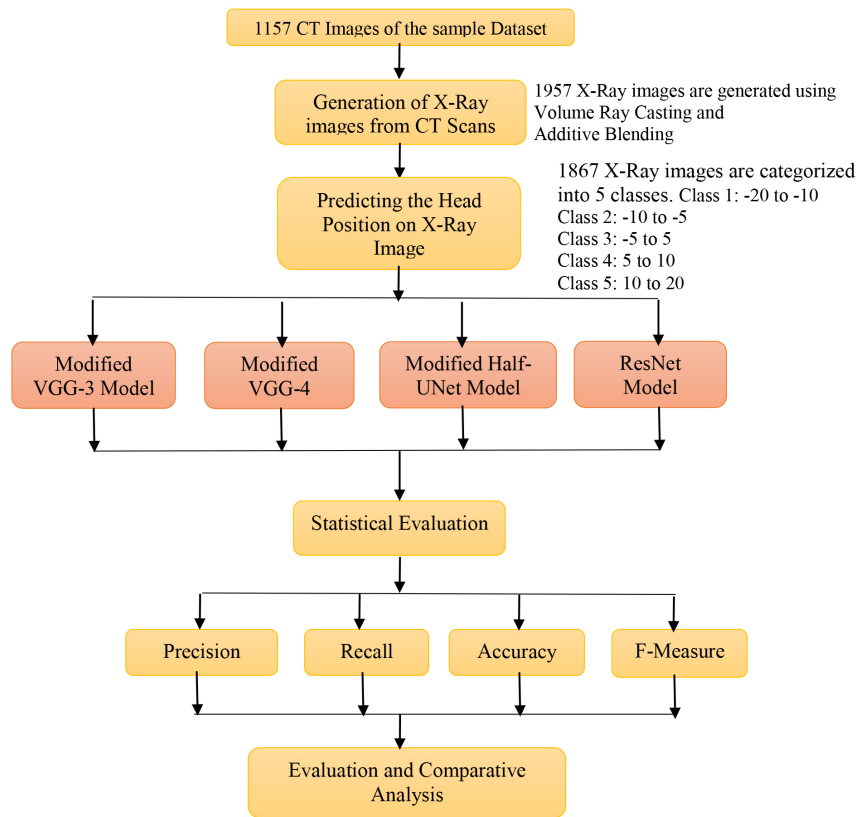 1157 CT Images of the sample Dataset
Generation of X-Ray
images from CT Scans
1957 X-Ray images are generated using
Volume Ray Casting and
Additive Blending
Predicting the Head
Position on X-Ray
Image
1867 X-Ray images are categorized
into 5 classes. Class 1: -20 to -10
Class 2: -10 to -5
Class 3: -5 to 5
Class 4: 5 to 10
Class 5: 10 to 20
Modified
VGG-3 Model
Modified
VGG-4
Modified Half-
UNet Model
ResNet
Model
Statistical Evaluation
Precision
Recall
Accuracy
F-Measure
Evaluation and Comparative
Analysis